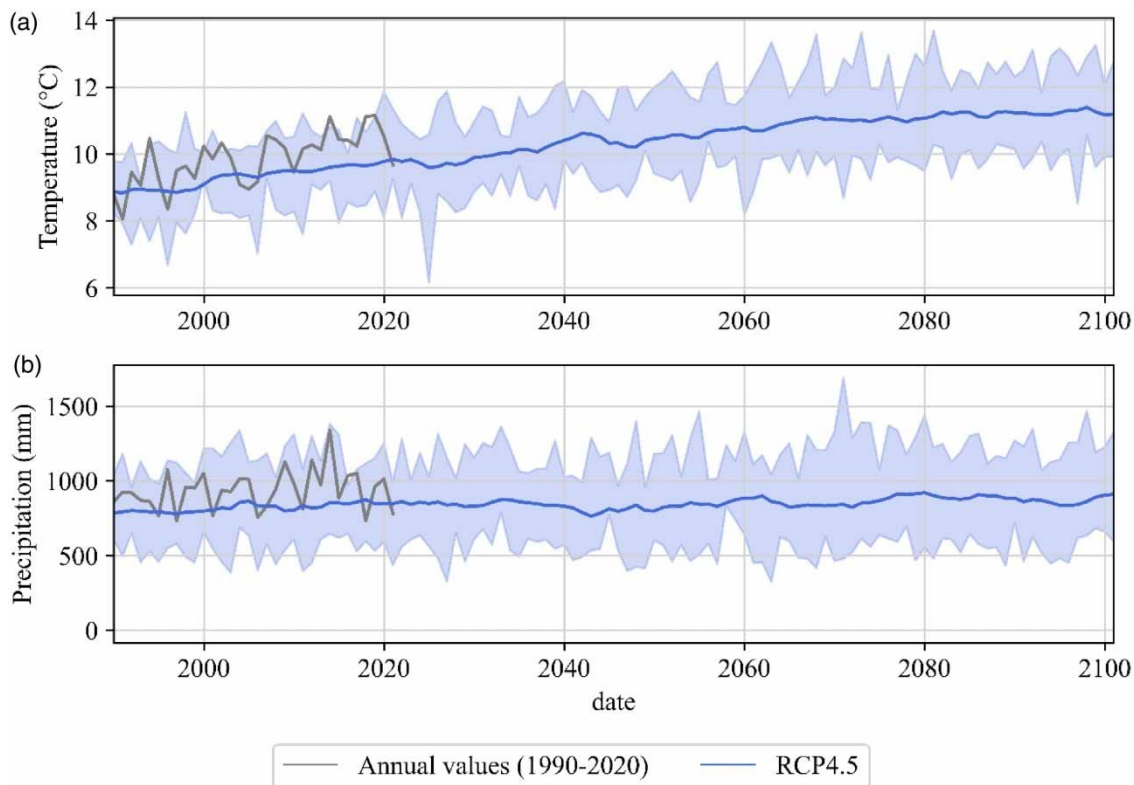 (a)
Temperature (°C)
14
12
10
8
6
2000 2020 2040 2060 2080 2100
(b)
Precipitation (mm)
1500
1000
500
0
2000 2020 2040 2060 2080 2100
date
Annual values (1990-2020) RCP4.5